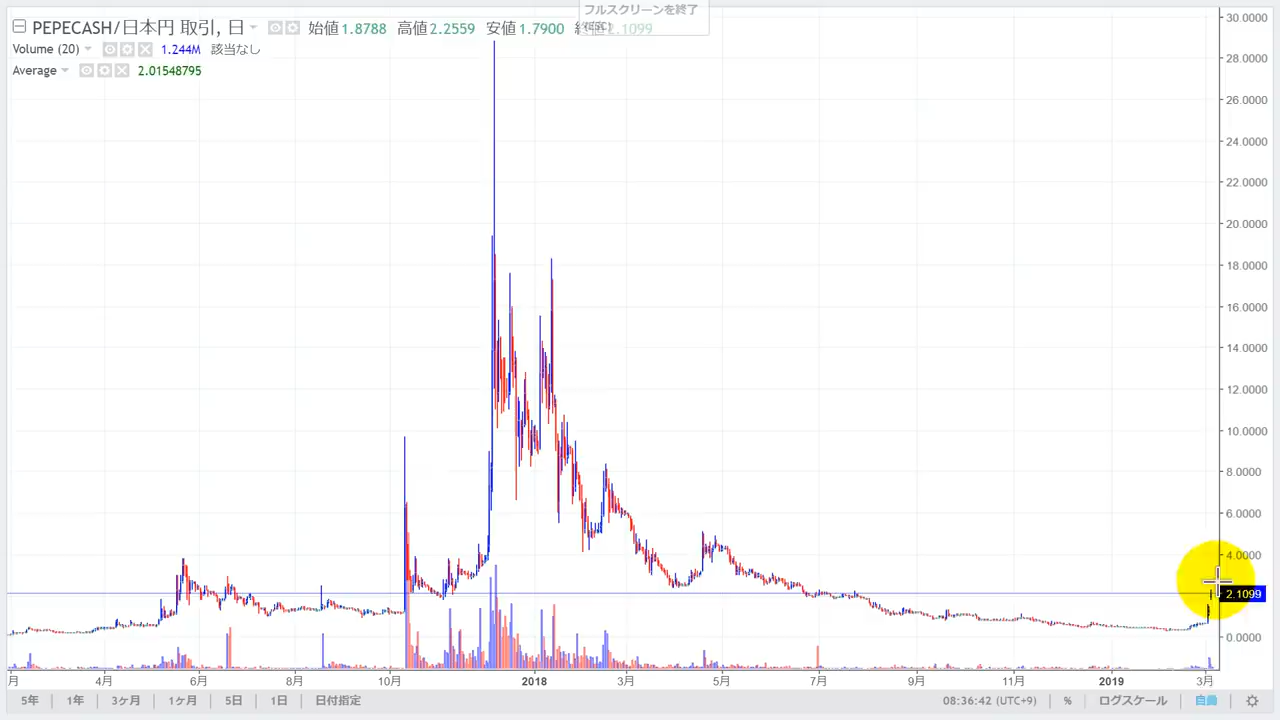 フルスクリーンを終了
PEPECASH/日本円 取引, 日 始値1.8788 高値2.2559 安値1.7900 終値2.1099
Volume (20) 1.244M 該当なし
Average 2.01548795
30.0000
28.0000
26.0000
24.0000
22.0000
20.0000
18.0000
16.0000
14.0000
12.0000
10.0000
8.0000
6.0000
4.0000
2.1099
0.0000
月 4月 6月 8月 10月 2018 3月 5月 7月 9月 11月 2019 3月
5年 1年 3ヶ月 1ヶ月 5日 1日 日付指定 08:36:42 (UTC+9) % ログスケール 自動